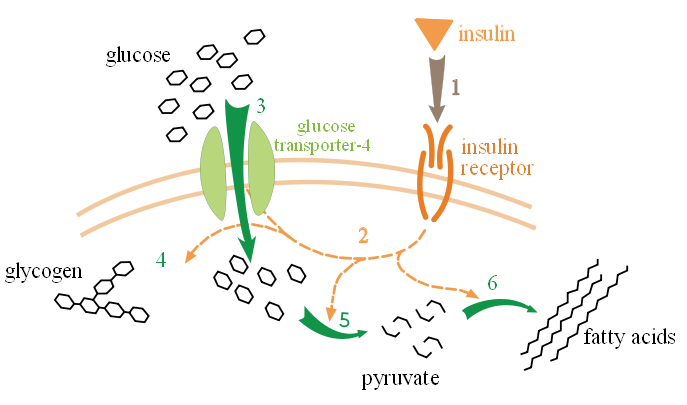 insulin
glucose
1
3
glucose
transporter-4
insulin
receptor
2
4
glycogen
6
5
fatty acids
pyruvate